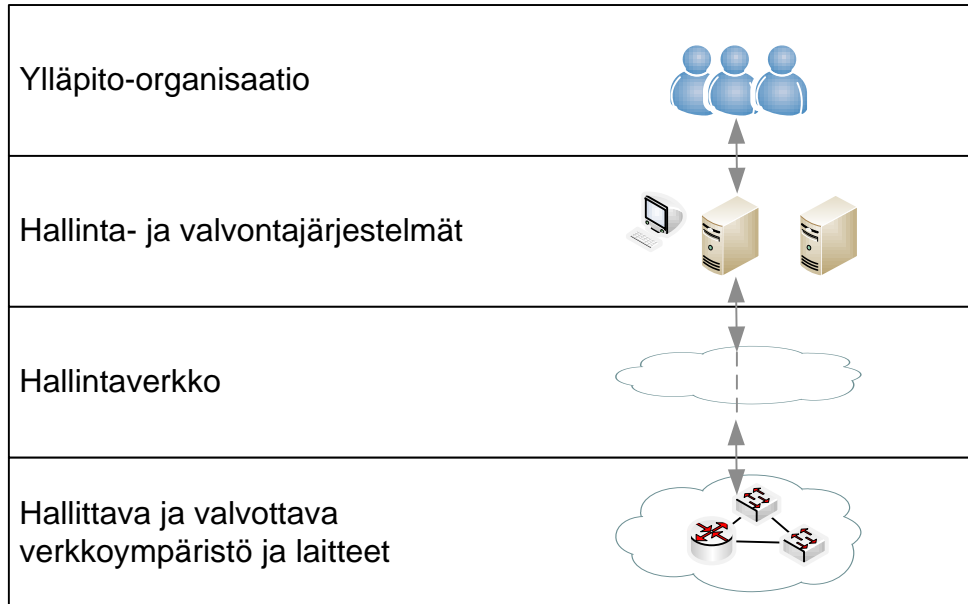 Ylläpito-organisaatio
Hallinta- ja valvontajärjestelmät
Hallintaverkko
Hallittava ja valvottava
verkkoympäristö ja laitteet